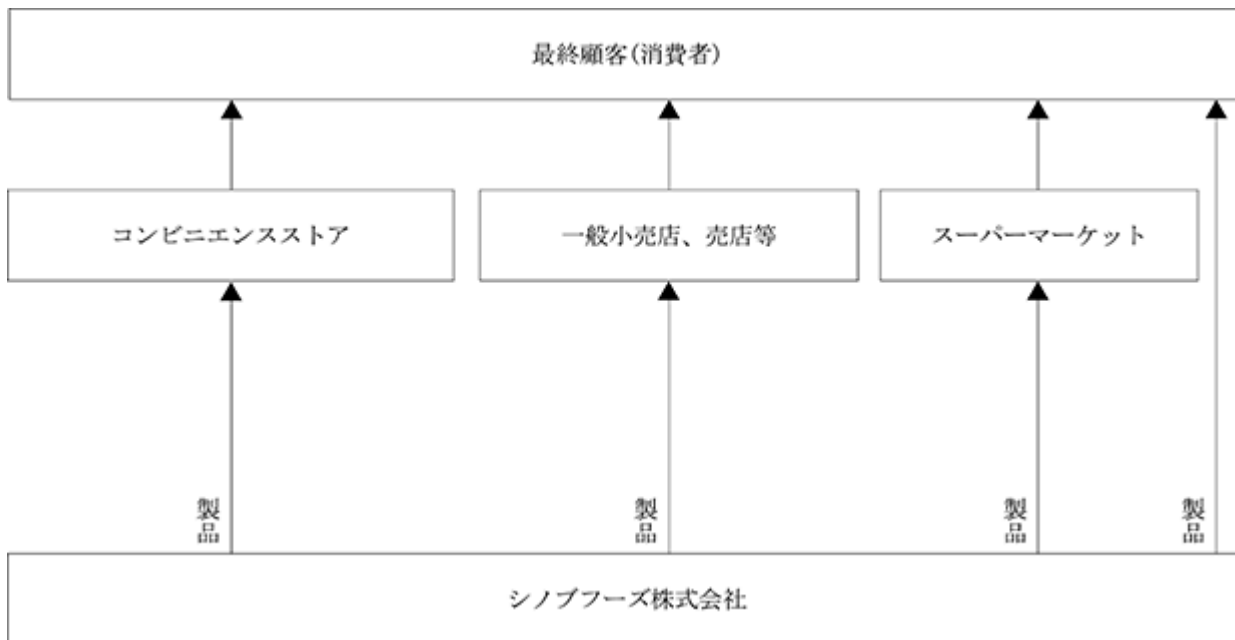 最終顧客(消費者)
コンビニエンスストア
一般小売店、売店等
スーパーマーケット
製品
製品
製品
製品
シノブフーズ株式会社